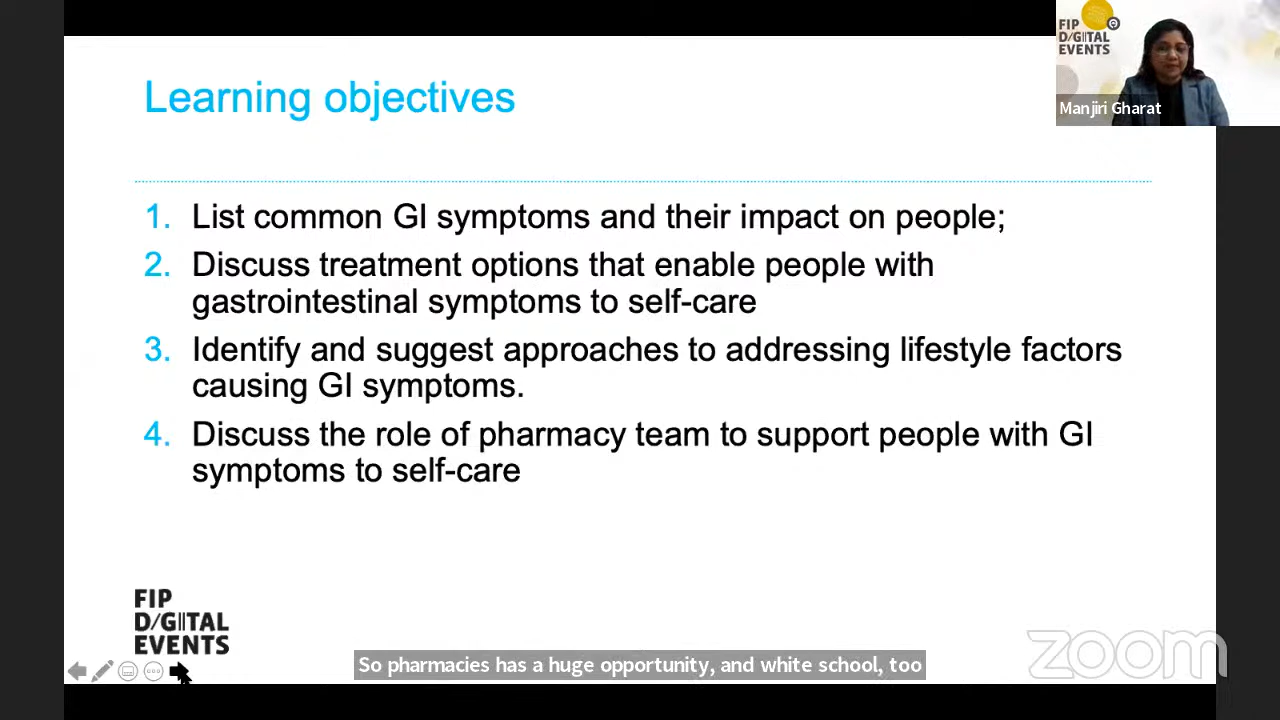 Learning objectives
FIP
D/GIITAL
EVENTS
Manjiri Gharat
1. List common GI symptoms and their impact on people;
2. Discuss treatment options that enable people with
gastrointestinal symptoms to self-care
3. Identify and suggest approaches to addressing lifestyle factors
causing GI symptoms.
4. Discuss the role of pharmacy team to support people with GI
symptoms to self-care
FIP
D/GIITAL
EVENTS
So pharmacies has a huge opportunity, and white school, too
zoom